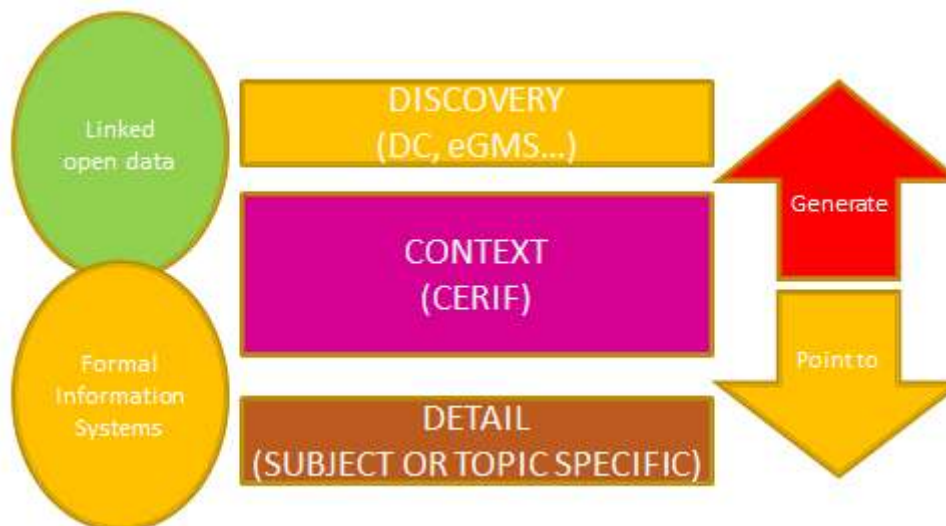 Linked
open data
DISCOVERY
(DC, eGMS...)
Generate
CONTEXT
(CERIF)
Formal
Information
Systems
Point to
DETAIL
(SUBJECT OR TOPIC SPECIFIC)